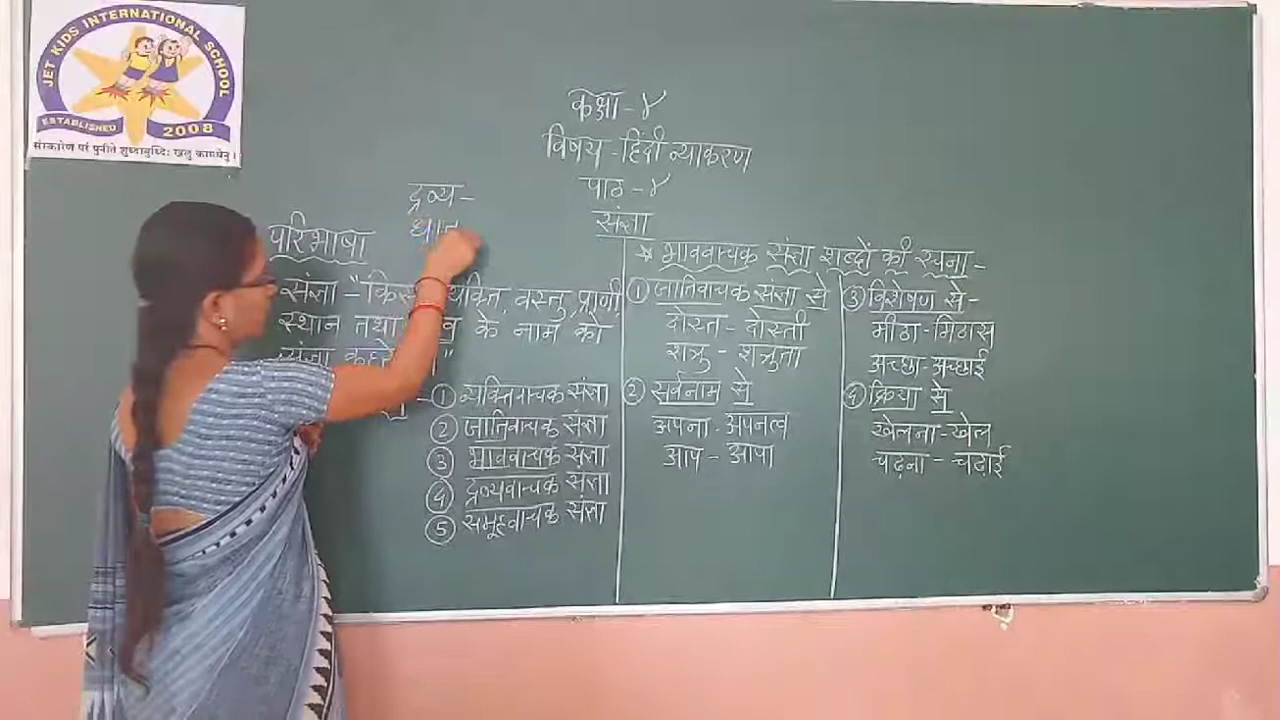 JET KIDS INTERNATIONAL SCHOOL
ESTABLISHED 2008
कक्षा - ४
विषय - हिंदी व्याकरण
पाठ - ४
संज्ञा
द्रव्य -
परिभाषा
संज्ञा - "किसी व्यक्ति, वस्तु, प्राणी,
स्थान तथा के नाम को
संज्ञा कहते "
① व्यक्तिवाचक संज्ञा
② जातिवाचक संज्ञा
③ भाववाचक संज्ञा
④ द्रव्यवाचक संज्ञा
⑤ समूहवाचक संज्ञा
* भाववाचक संज्ञा शब्दों की रचना -
① जातिवाचक संज्ञा से
दोस्त - दोस्ती
शत्रु - शत्रुता
② सर्वनाम से
अपना - अपनत्व
आप - आपा
③ विशेषण से -
मीठा - मिठास
अच्छा - अच्छाई
④ क्रिया से
खेलना - खेल
चढ़ना - चढ़ाई